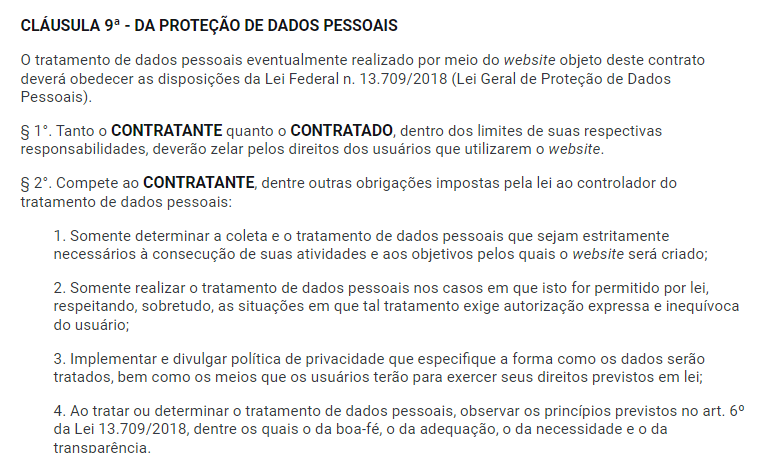 CLÁUSULA 9ª - DA PROTEÇÃO DE DADOS PESSOAIS
O tratamento de dados pessoais eventualmente realizado por meio do website objeto deste contrato
deverá obedecer as disposições da Lei Federal n. 13.709/2018 (Lei Geral de Proteção de Dados
Pessoais).
§ 1°. Tanto o CONTRATANTE quanto o CONTRATADO, dentro dos limites de suas respectivas
responsabilidades, deverão zelar pelos direitos dos usuários que utilizarem o website.
§ 2°. Compete ao CONTRATANTE, dentre outras obrigações impostas pela lei ao controlador do
tratamento de dados pessoais:
1. Somente determinar a coleta e o tratamento de dados pessoais que sejam estritamente
necessários à consecução de suas atividades e aos objetivos pelos quais o website será criado;
2. Somente realizar o tratamento de dados pessoais nos casos em que isto for permitido por lei,
respeitando, sobretudo, as situações em que tal tratamento exige autorização expressa e inequívoca
do usuário;
3. Implementar e divulgar política de privacidade que especifique a forma como os dados serão
tratados, bem como os meios que os usuários terão para exercer seus direitos previstos em lei;
4. Ao tratar ou determinar o tratamento de dados pessoais, observar os princípios previstos no art. 6º
da Lei 13.709/2018, dentre os quais o da boa-fé, o da adequação, o da necessidade e o da
transparência.